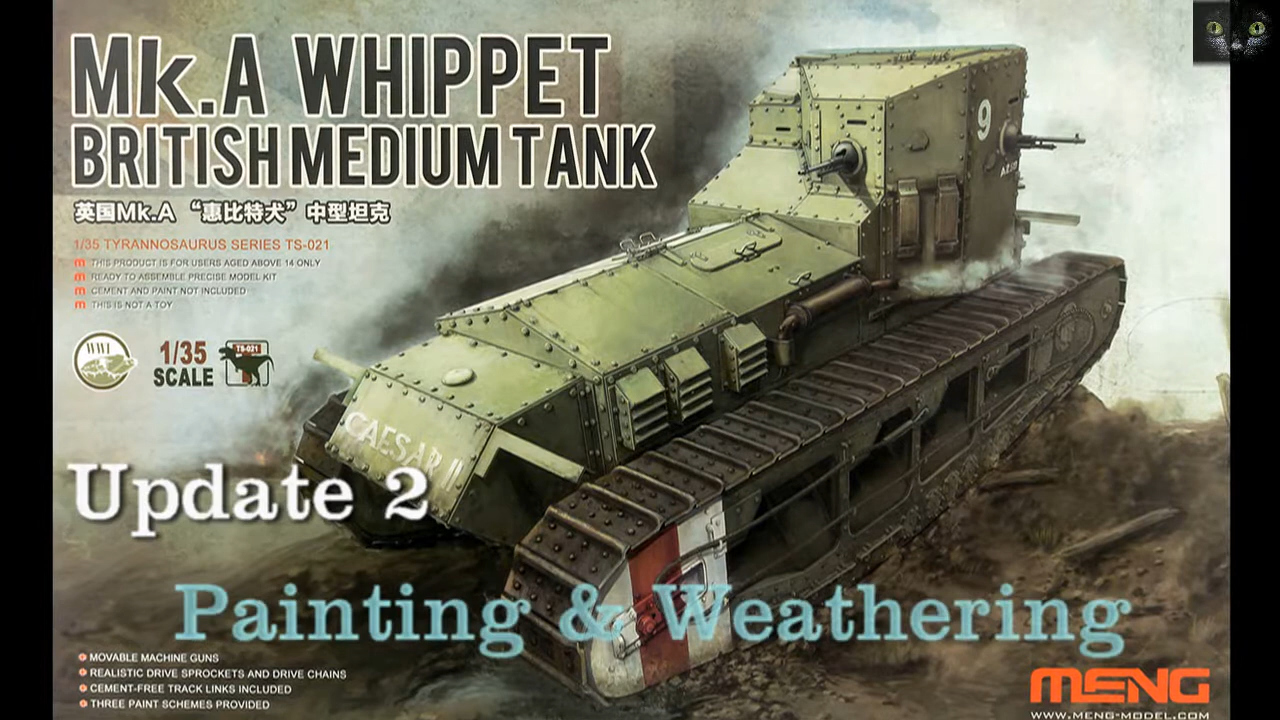 Mk.A WHIPPET
BRITISH MEDIUM TANK
英国Mk.A “惠比特犬”中型坦克
1/35 TYRANNOSAURUS SERIES TS-021
m THIS PRODUCT IS FOR USERS AGED ABOVE 14 ONLY
m READY TO ASSEMBLE PRECISE MODEL KIT
m CEMENT AND PAINT NOT INCLUDED
m THIS IS NOT A TOY
WWI
1/35
SCALE
TS-021
9
CAESAR II
Update 2
Painting & Weathering
MOVABLE MACHINE GUNS
REALISTIC DRIVE SPROCKETS AND DRIVE CHAINS
CEMENT-FREE TRACK LINKS INCLUDED
THREE PAINT SCHEMES PROVIDED
MENG
WWW.MENG-MODEL.COM